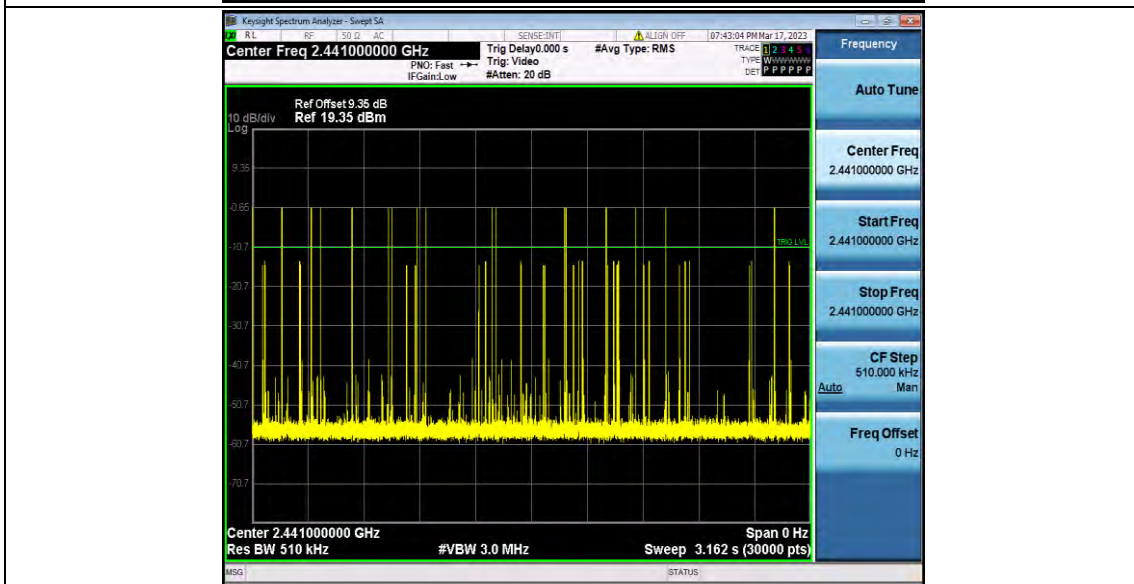 Keysight Spectrum Analyzer - Swept SA
RL RF 50 Ω AC SENSE:INT ALIGN OFF 07:43:04 PM Mar 17, 2023
Center Freq 2.441000000 GHz
Trig Delay0.000 s #Avg Type: RMS
TRACE 1 2 3 4 5 6
PNO: Fast Trig: Video
TYPE WWWWWW
IFGain:Low #Atten: 20 dB
DET P P P P P P
Ref Offset 9.35 dB
10 dB/div Ref 19.35 dBm
Log
9.35
-0.65
-10.7
TRIG LVL
-20.7
-30.7
-40.7
-50.7
-60.7
-70.7
Center 2.441000000 GHz Span 0 Hz
Res BW 510 kHz #VBW 3.0 MHz Sweep 3.162 s (30000 pts)
MSG STATUS
Frequency
Auto Tune
Center Freq
2.441000000 GHz
Start Freq
2.441000000 GHz
Stop Freq
2.441000000 GHz
CF Step
510.000 kHz
Auto Man
Freq Offset
0 Hz